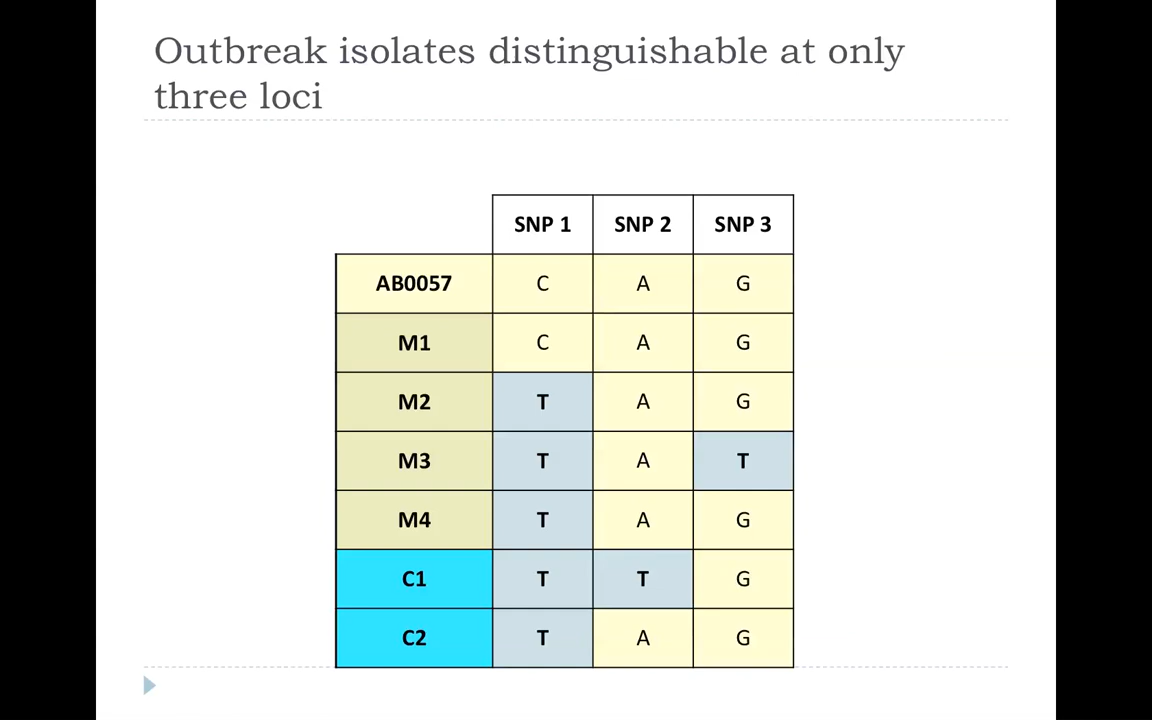 Outbreak isolates distinguishable at only
three loci
SNP 1 SNP 2 SNP 3
AB0057 C A G
M1 C A G
M2 T A G
M3 T A T
M4 T A G
C1 T T G
C2 T A G